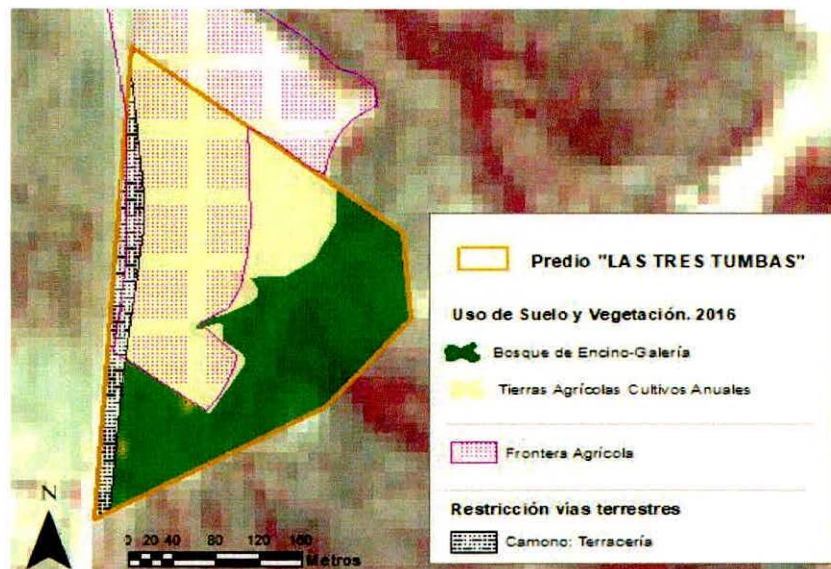 Predio "LAS TRES TUMBAS"
Uso de Suelo y Vegetación. 2016
Bosque de Encino-Galería
Tierras Agrícolas Cultivos Anuales
Frontera Agrícola
Restricción vías terrestres
Camono: Terracería
N
0 20 40 80 120 160
Metros